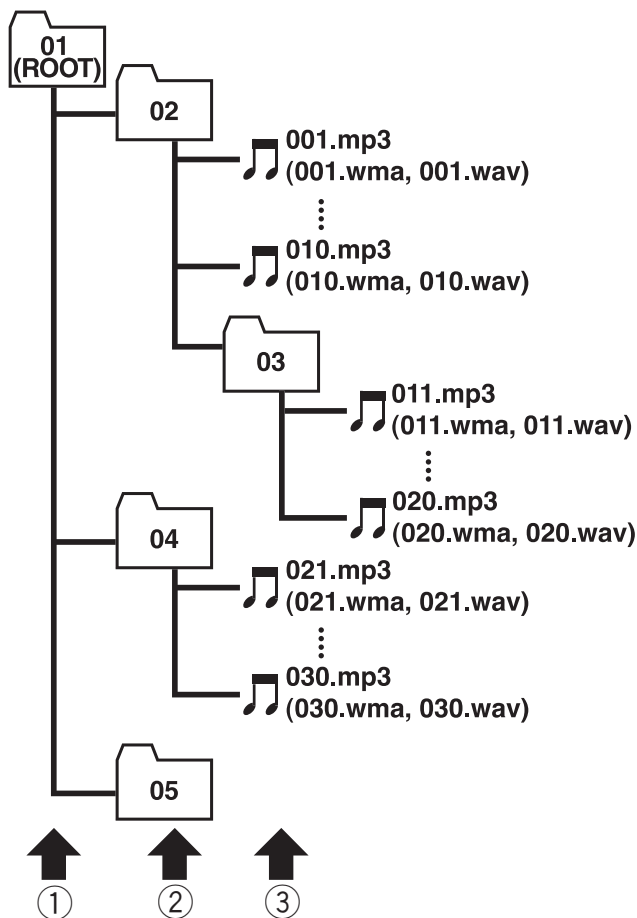 01
(ROOT)
02
001.mp3
(001.wma, 001.wav)
010.mp3
(010.wma, 010.wav)
03
011.mp3
(011.wma, 011.wav)
020.mp3
(020.wma, 020.wav)
04
021.mp3
(021.wma, 021.wav)
030.mp3
(030.wma, 030.wav)
05
① ② ③